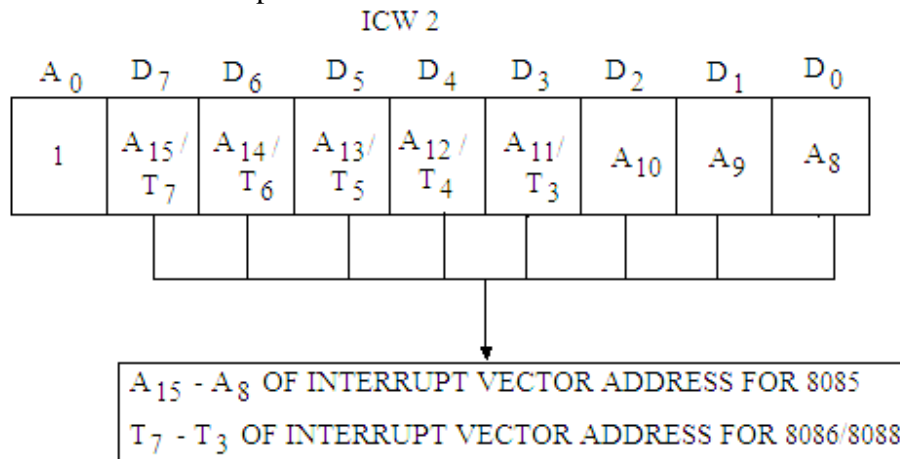 ICW 2
A0 D7 D6 D5 D4 D3 D2 D1 D0
1 A15/ A14/ A13/ A12/ A11/ A10 A9 A8
T7 T6 T5 T4 T3
A15 - A8 OF INTERRUPT VECTOR ADDRESS FOR 8085
T7 - T3 OF INTERRUPT VECTOR ADDRESS FOR 8086/8088